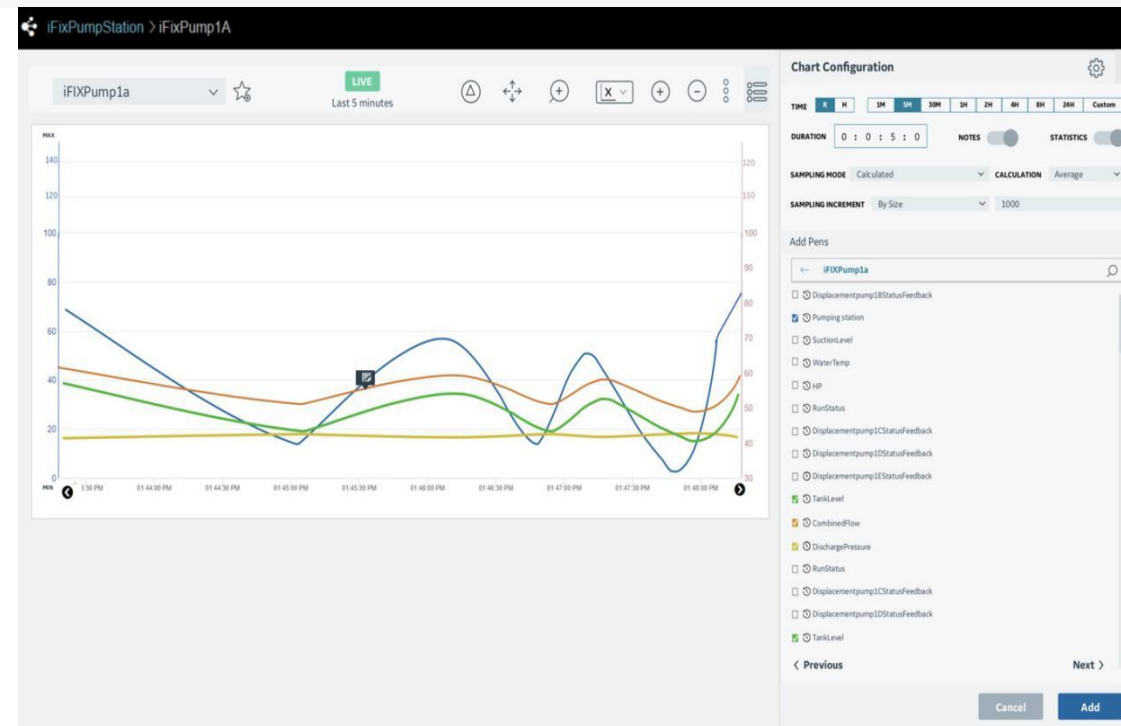 iFixPumpStation > iFixPump1A
iFIXPump1a
LIVE
Last 5 minutes
X
MAX
140
120
100
80
60
40
20
0
MIN
120
110
100
90
80
70
60
50
40
30
3:30 PM 01:44:00 PM 01:44:30 PM 01:45:00 PM 01:45:30 PM 01:46:00 PM 01:46:30 PM 01:47:00 PM 01:47:30 PM 01:48:00 PM
Chart Configuration
TIME R H 1M 5M 30M 1H 2H 4H 8H 24H Custom
DURATION 0 : 0 : 5 : 0 NOTES STATISTICS
SAMPLING MODE Calculated CALCULATION Average
SAMPLING INCREMENT By Size 1000
Add Pens
← iFIXPump1a
Displacementpump1BStatusFeedback
Pumping station
SuctionLevel
WaterTemp
HP
RunStatus
Displacementpump1CStatusFeedback
Displacementpump1DStatusFeedback
Displacementpump1EStatusFeedback
TankLevel
CombinedFlow
DischargePressure
RunStatus
Displacementpump1CStatusFeedback
Displacementpump1DStatusFeedback
TankLevel
< Previous Next >
Cancel Add